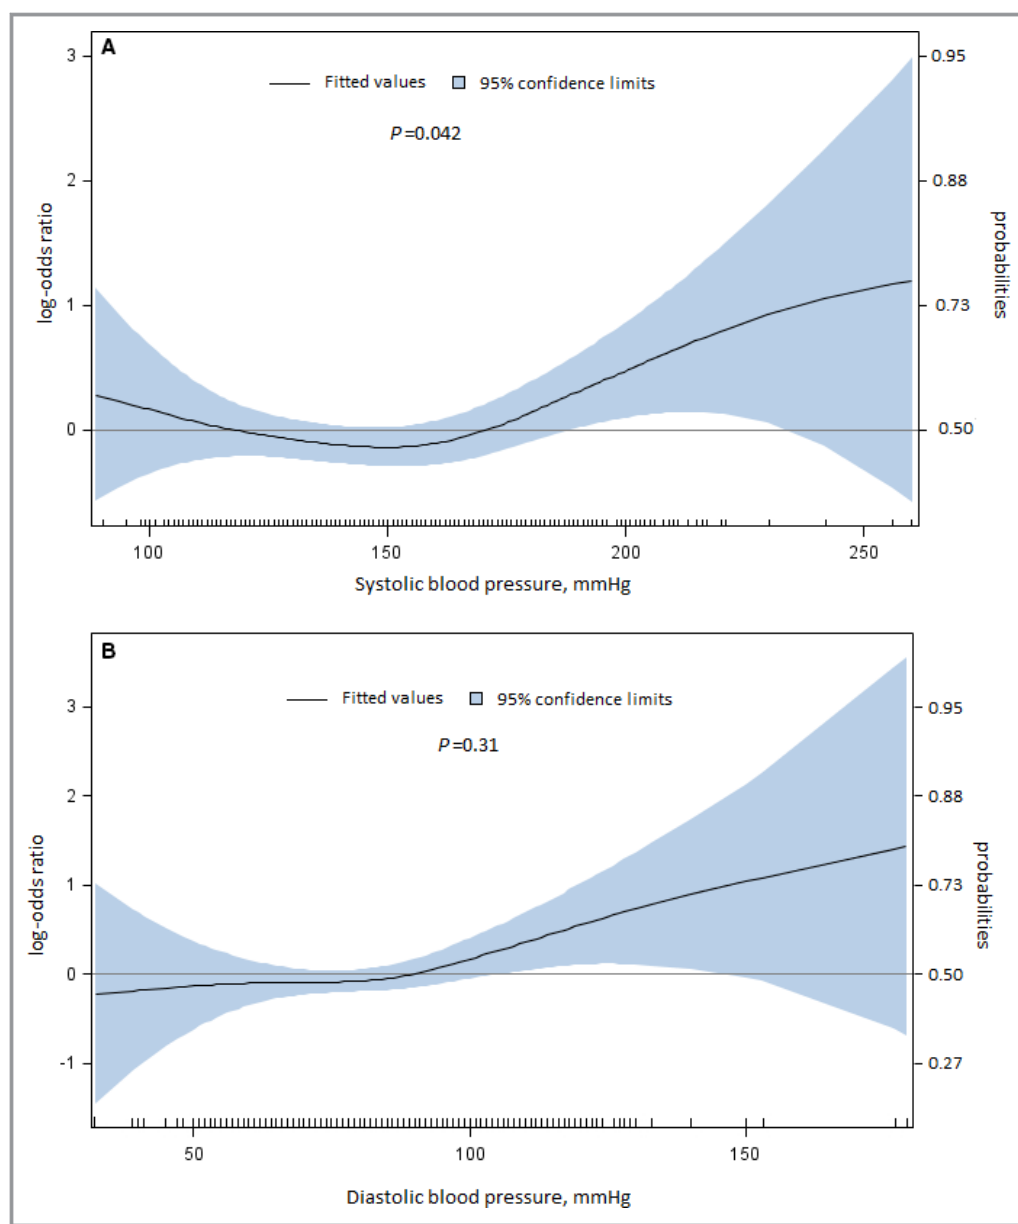 A
Fitted values 95% confidence limits
P=0.042
3
2
1
0
log-odds ratio
0.95
0.88
0.73
0.50
probabilities
100 150 200 250
Systolic blood pressure, mmHg
B
Fitted values 95% confidence limits
P=0.31
3
2
1
0
-1
log-odds ratio
0.95
0.88
0.73
0.50
0.27
probabilities
50 100 150
Diastolic blood pressure, mmHg